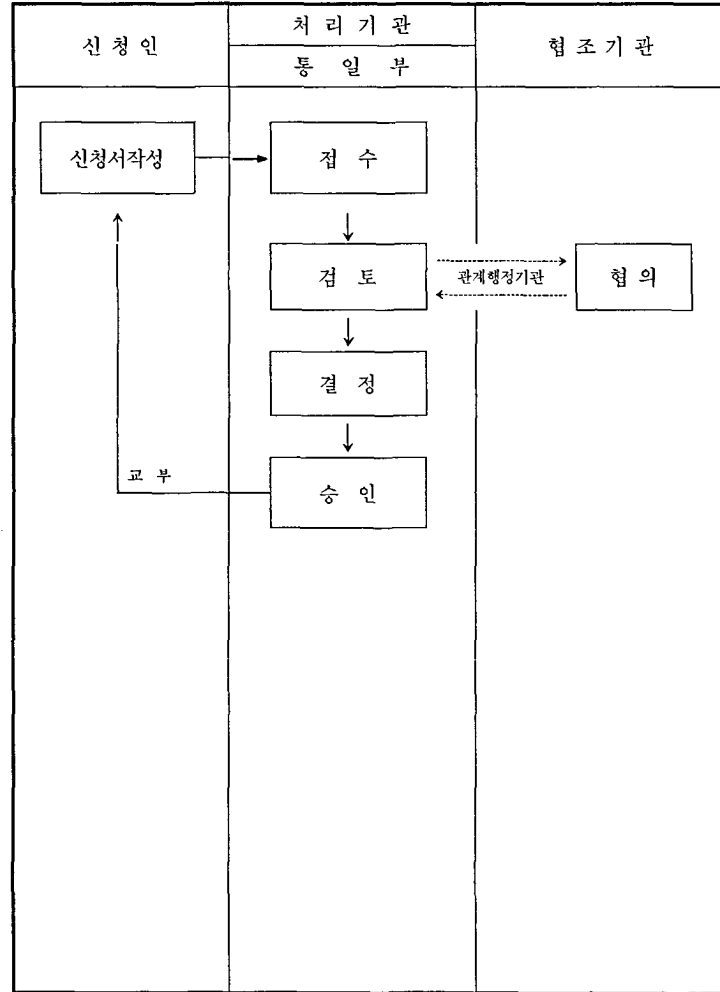 신 청 인
처 리 기 관
통 일 부
협 조 기 관
신청서작성
접 수
검 토
관계행정기관
협 의
결 정
교 부
승 인